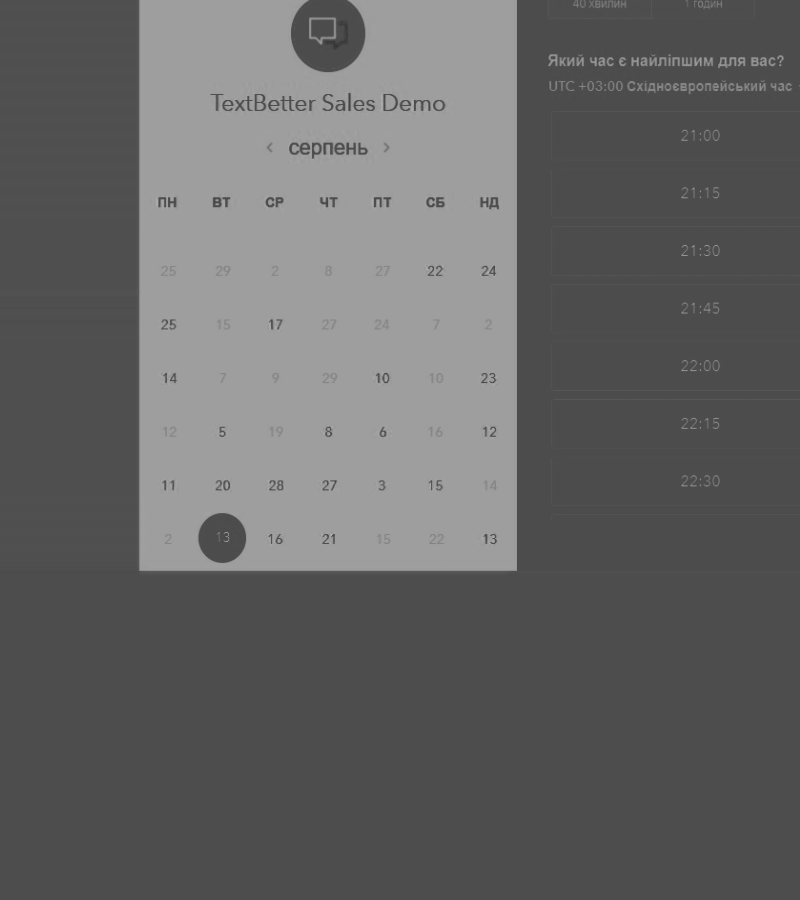 TextBetter Sales Demo
‹ серпень ›
ПН ВТ СР ЧТ ПТ СБ НД
25 29 2 8 27 22 24
25 15 17 27 24 7 2
14 7 9 29 10 10 23
12 5 19 8 6 16 12
11 20 28 27 3 15 14
2 13 16 21 15 22 13
40 хвилин 1 годин
Який час є найліпшим для вас?
UTC +03:00 Східноєвропейський час
21:00
21:15
21:30
21:45
22:00
22:15
22:30